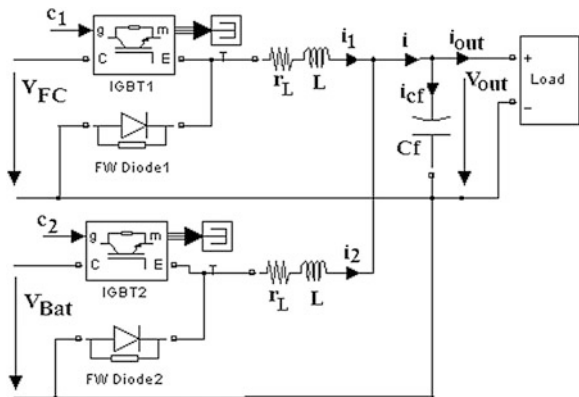 c1
g m
C E
IGBT1
VFC
FW Diode1
T
rL L
i1 i iout
icf
Cf
Vout
+
Load
−
c2
g m
C E
IGBT2
VBat
FW Diode2
T
rL L
i2